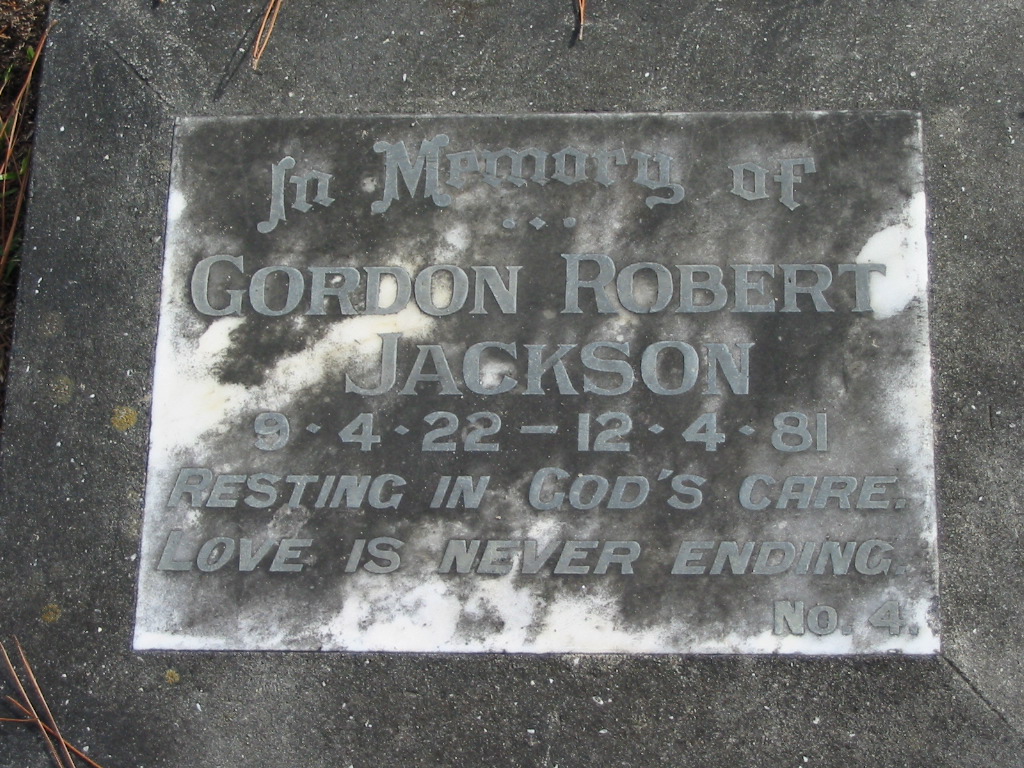 In Memory of
GORDON ROBERT
JACKSON
9·4·22–12·4·81
RESTING IN GOD'S CARE.
LOVE IS NEVER ENDING.
No. 4.